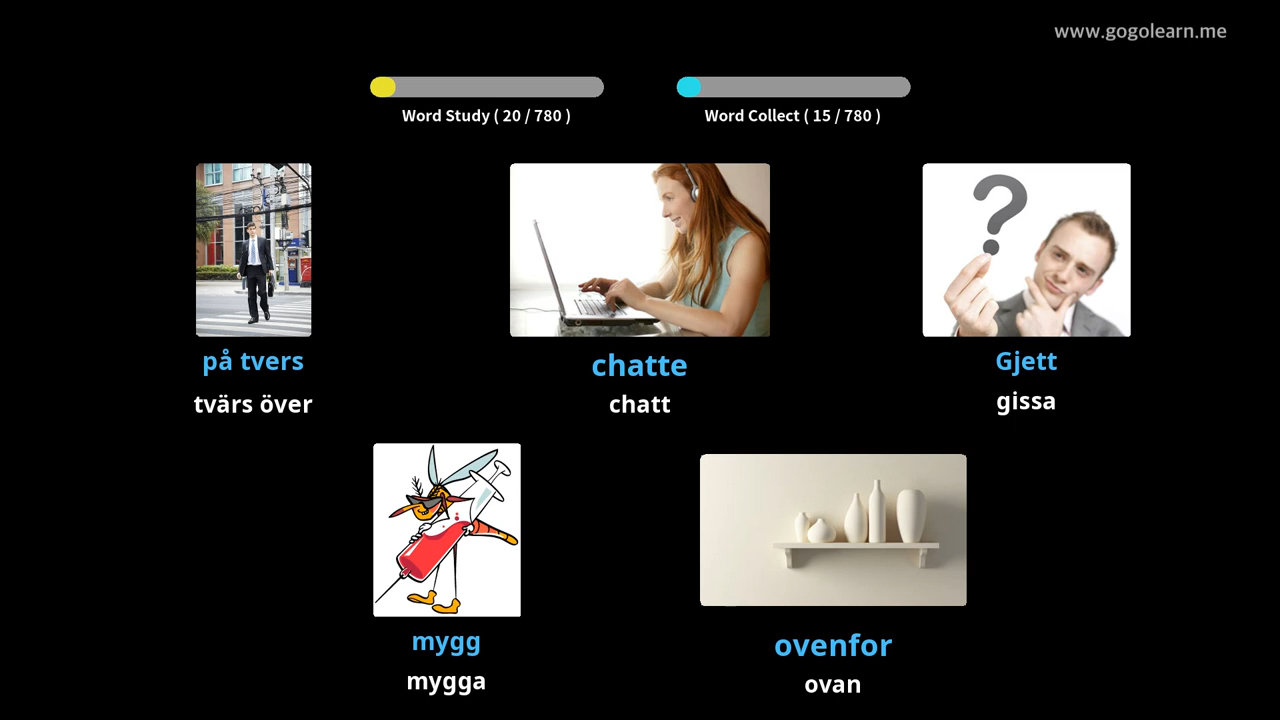 www.gogolearn.me
Word Study ( 20 / 780 )
Word Collect ( 15 / 780 )
på tvers
tvärs över
chatte
chatt
Gjett
gissa
mygg
mygga
ovenfor
ovan